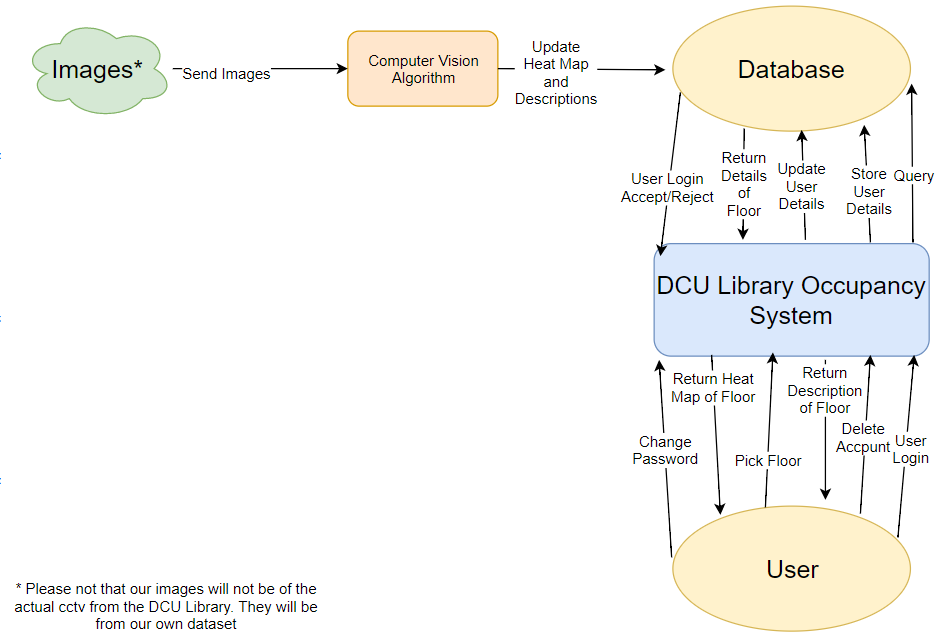 Images*
Send Images
Computer Vision
Algorithm
Update
Heat Map
and
Descriptions
Database
User Login
Accept/Reject
Return
Details
of
Floor
Update
User
Details
Store
User
Details
Query
DCU Library Occupancy
System
Return Heat
Map of Floor
Return
Description
of Floor
Change
Password
Pick Floor
Delete
Accpunt
User
Login
User
* Please not that our images will not be of the
actual cctv from the DCU Library. They will be
from our own dataset